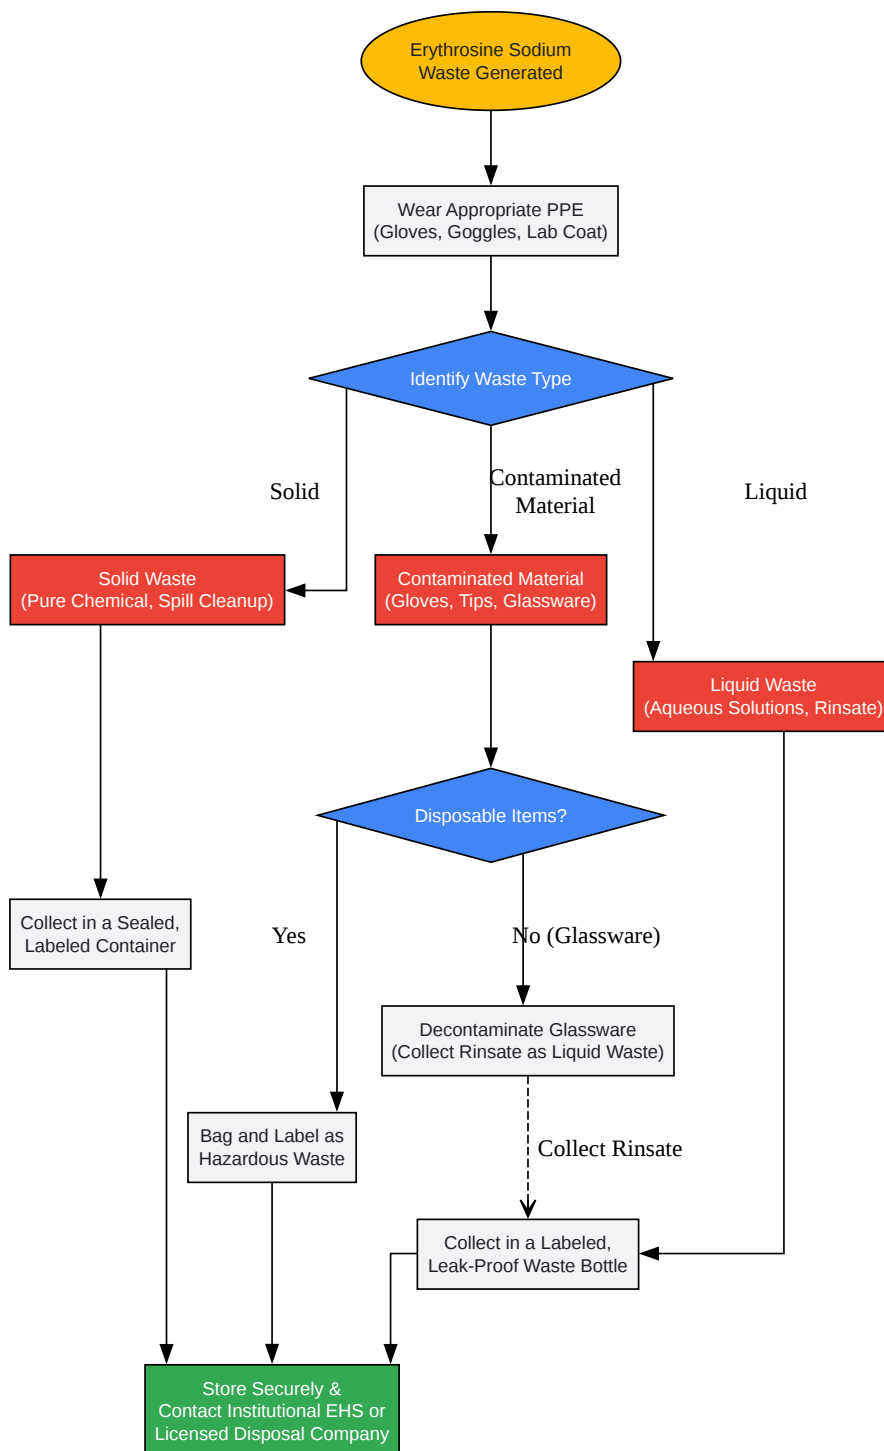 Erythrosine Sodium
Waste Generated
Wear Appropriate PPE
(Gloves, Goggles, Lab Coat)
Identify Waste Type
Solid
Contaminated
Material
Liquid
Solid Waste
(Pure Chemical, Spill Cleanup)
Contaminated Material
(Gloves, Tips, Glassware)
Liquid Waste
(Aqueous Solutions, Rinsate)
Disposable Items?
Collect in a Sealed,
Labeled Container
Yes
No (Glassware)
Decontaminate Glassware
(Collect Rinsate as Liquid Waste)
Bag and Label as
Hazardous Waste
Collect Rinsate
Collect in a Labeled,
Leak-Proof Waste Bottle
Store Securely &
Contact Institutional EHS or
Licensed Disposal Company